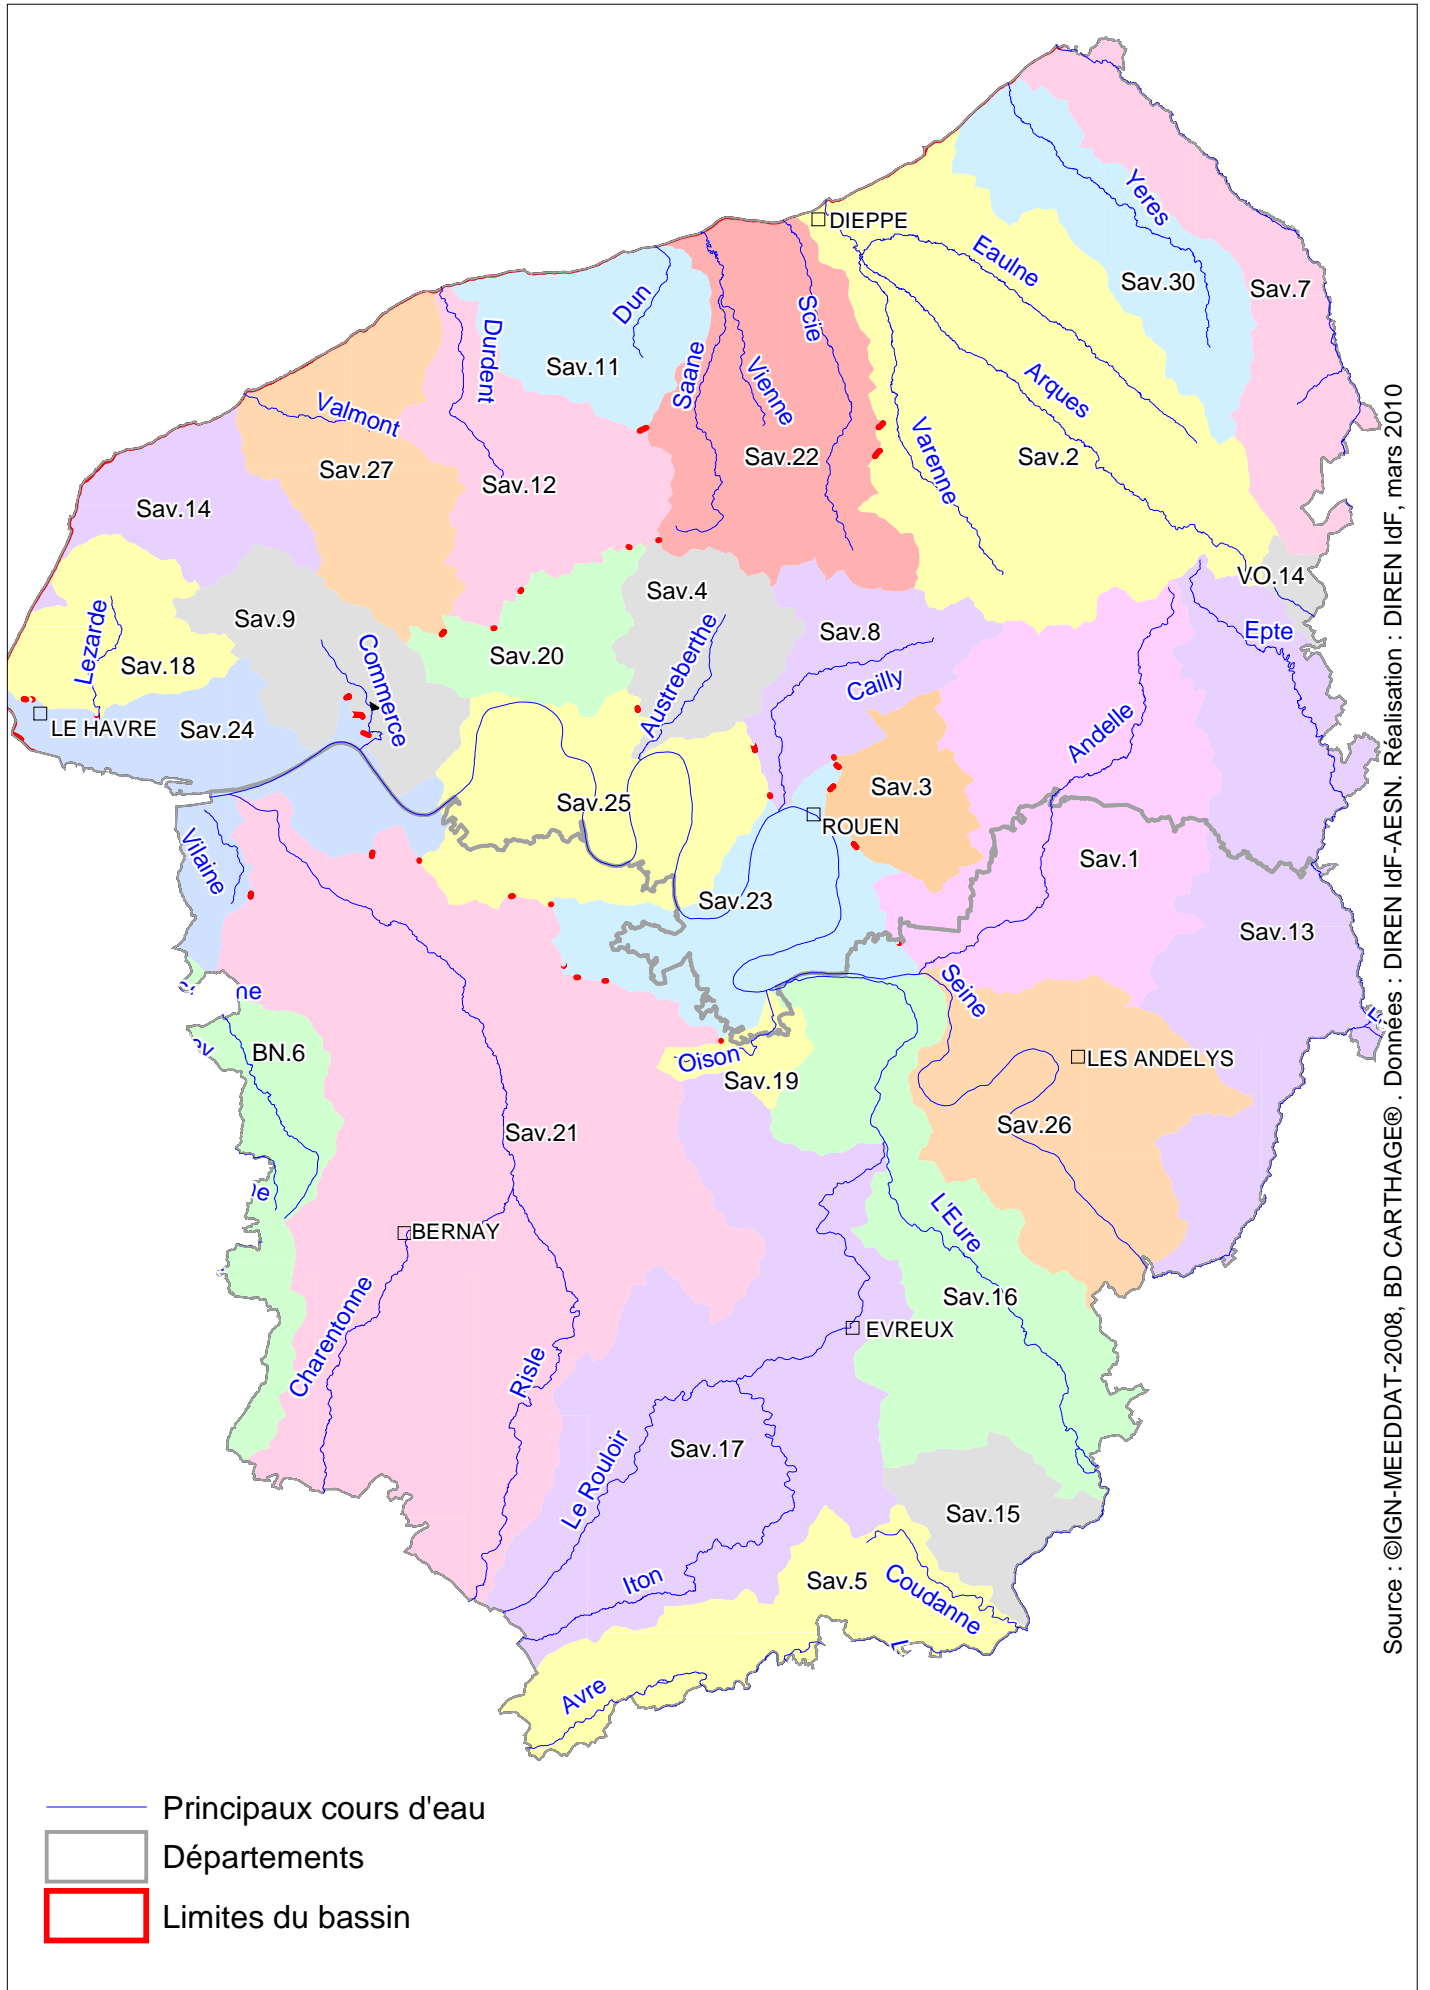 DIEPPE
Yeres
Eaulne
Sav.30
Sav.7
Dun
Scie
Durdent
Sav.11
Saane
Vienne
Arques
Valmont
Sav.27
Sav.12
Sav.22
Varenne
Sav.2
Sav.14
VO.14
Sav.4
Sav.9
Lezarde
Sav.18
Commerce
Sav.20
Austreberthe
Sav.8
Cailly
Epte
LE HAVRE
Sav.24
Andelle
Sav.25
Sav.3
ROUEN
Vilaine
Sav.1
Sav.23
Sav.13
Seine
ne
BN.6
Oison
Sav.19
LES ANDELYS
Sav.26
Sav.21
ne
BERNAY
L'Eure
Sav.16
Charentonne
Risle
EVREUX
Le Rouloir
Sav.17
Sav.15
Iton
Sav.5
Coudanne
Avre
Source : ©IGN-MEDDAT-2008, BD CARTHAGE® . Données : DIREN IdF-AESN. Réalisation : DIREN IdF, mars 2010
Principaux cours d'eau
Départements
Limites du bassin